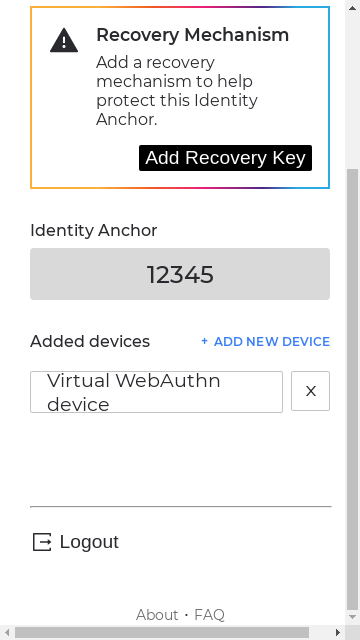 Recovery Mechanism
Add a recovery
mechanism to help
protect this Identity
Anchor.
Add Recovery Key
Identity Anchor
12345
Added devices
+ ADD NEW DEVICE
Virtual WebAuthn
device
X
Logout
About · FAQ